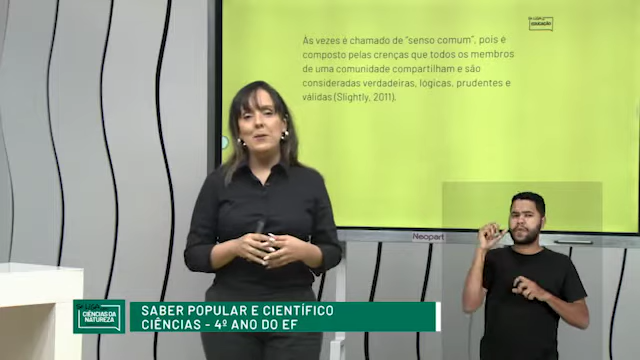 EDUCAÇÃO
Às vezes é chamado de "senso comum", pois é
composto pelas crenças que todos os membros
de uma comunidade compartilham e são
consideradas verdadeiras, lógicas, prudentes e
válidas (Slightly, 2011).
Neopart
CIÊNCIAS DA
NATUREZA
SABER POPULAR E CIENTÍFICO
CIÊNCIAS - 4º ANO DO EF